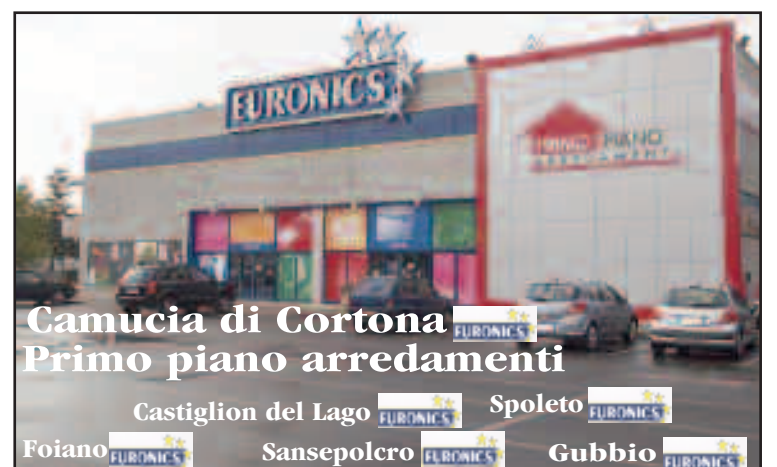 EURONICS
PRIMO PIANO
ARREDAMENTI
Camucia di Cortona EURONICS
Primo piano arredamenti
Castiglion del Lago EURONICS
Spoleto EURONICS
Foiano EURONICS
Sansepolcro EURONICS
Gubbio EURONICS